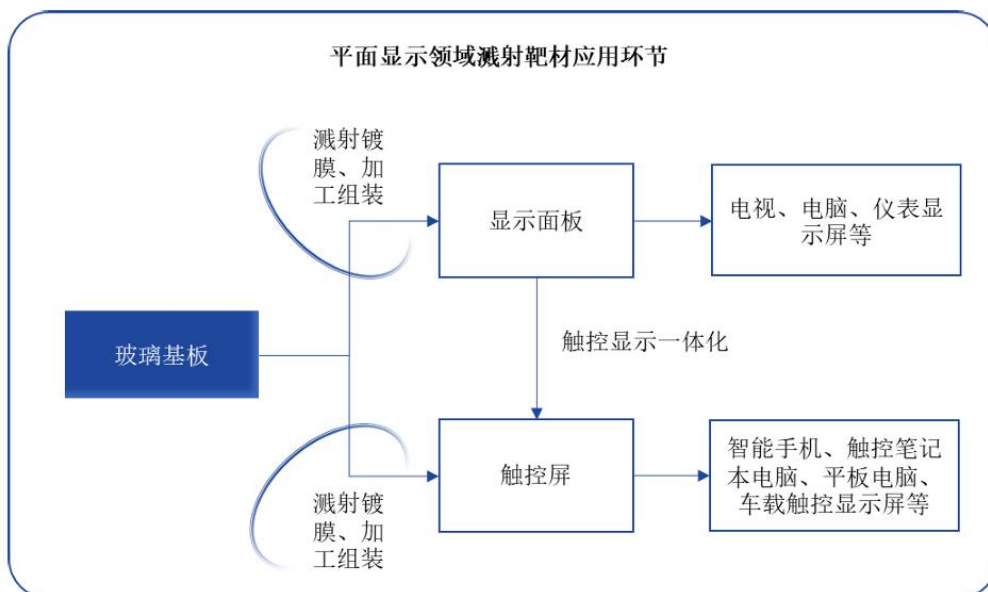 平面显示领域溅射靶材应用环节
溅射镀
膜、加
工组装
显示面板
电视、电脑、仪表显
示屏等
玻璃基板
触控显示一体化
溅射镀
膜、加
工组装
触控屏
智能手机、触控笔记
本电脑、平板电脑、
车载触控显示屏等